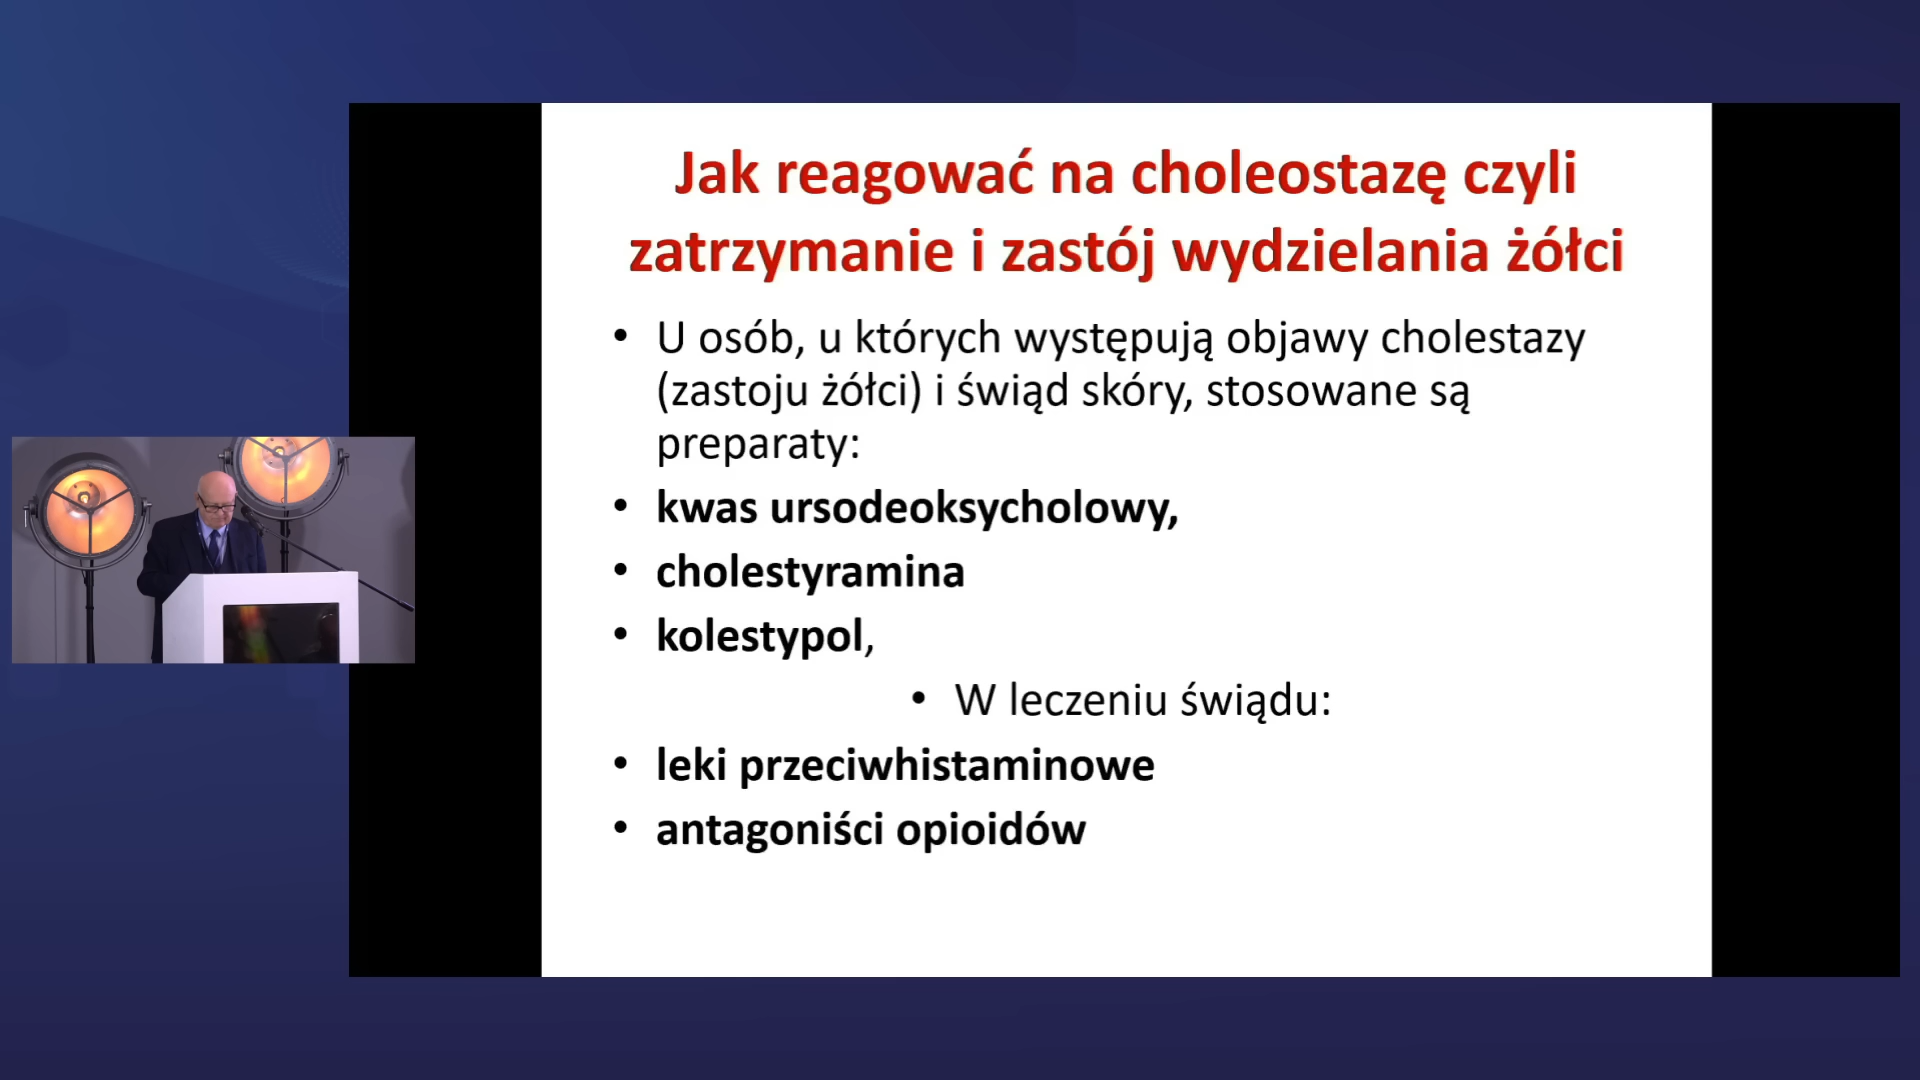 Jak reagować na choleostazę czyli
zatrzymanie i zastój wydzielania żółci
• U osób, u których występują objawy cholestazy
(zastoju żółci) i świąd skóry, stosowane są
preparaty:
• kwas ursodeoksycholowy,
• cholestyramina
• kolestypol,
• W leczeniu świądu:
• leki przeciwhistaminowe
• antagoniści opioidów